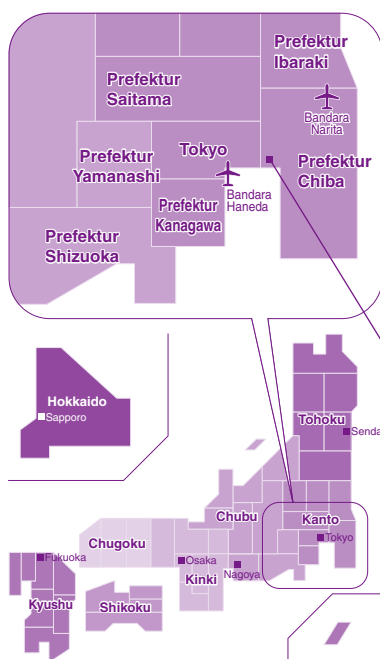 Prefektur
Ibaraki
Prefektur
Saitama
Bandara
Narita
Tokyo
Prefektur
Yamanashi
Prefektur
Chiba
Bandara
Haneda
Prefektur
Kanagawa
Prefektur
Shizuoka
Hokkaido
Sapporo
Tohoku
Senda
Chubu
Kanto
Tokyo
Chugoku
Osaka
Fukuoka
Nagoya
Kinki
Kyushu
Shikoku